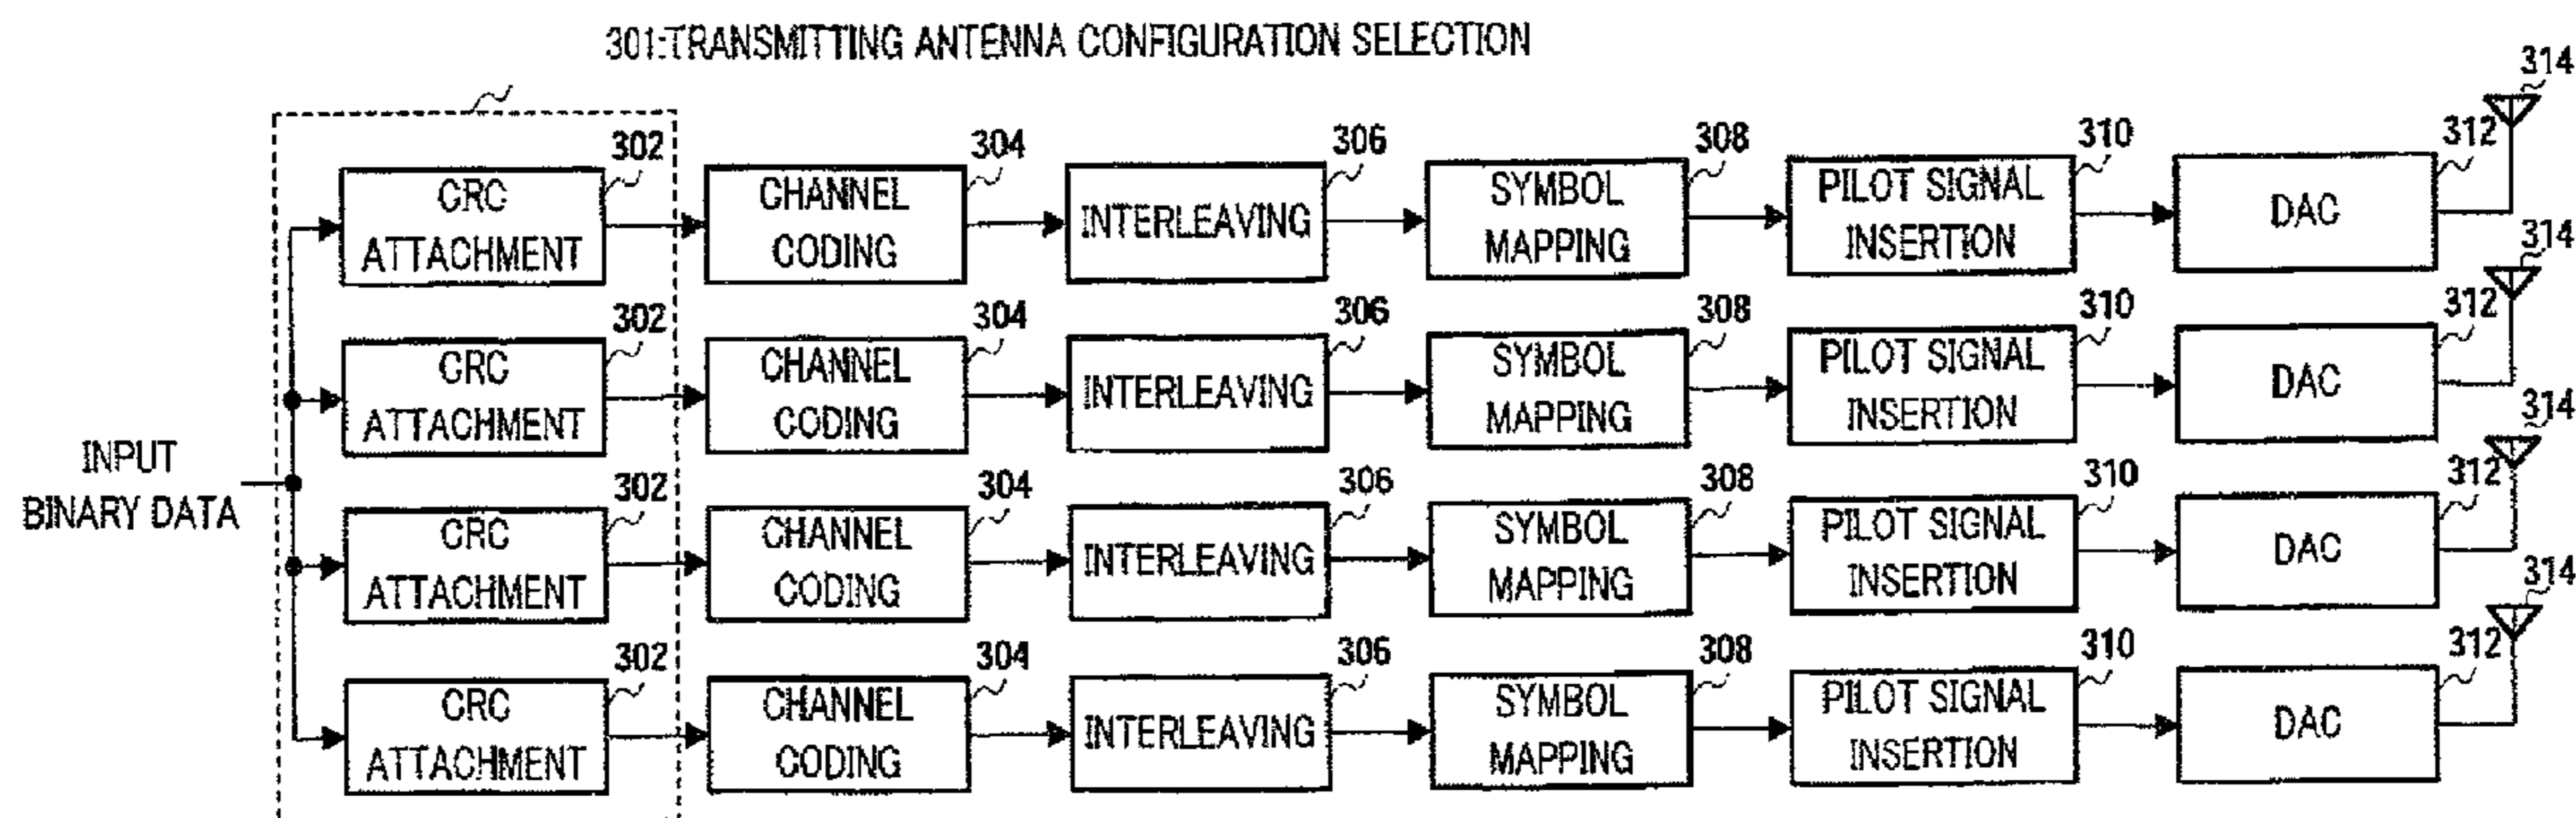 301:TRANSMITTING ANTENNA CONFIGURATION SELECTION
314
302
304
306
308
310
312
CRC
ATTACHMENT
CHANNEL
CODING
INTERLEAVING
SYMBOL
MAPPING
PILOT SIGNAL
INSERTION
DAC
314
302
304
306
308
310
312
CRC
ATTACHMENT
CHANNEL
CODING
INTERLEAVING
SYMBOL
MAPPING
PILOT SIGNAL
INSERTION
DAC
INPUT
BINARY DATA
314
302
304
306
308
310
312
CRC
ATTACHMENT
CHANNEL
CODING
INTERLEAVING
SYMBOL
MAPPING
PILOT SIGNAL
INSERTION
DAC
314
302
304
306
308
310
312
CRC
ATTACHMENT
CHANNEL
CODING
INTERLEAVING
SYMBOL
MAPPING
PILOT SIGNAL
INSERTION
DAC